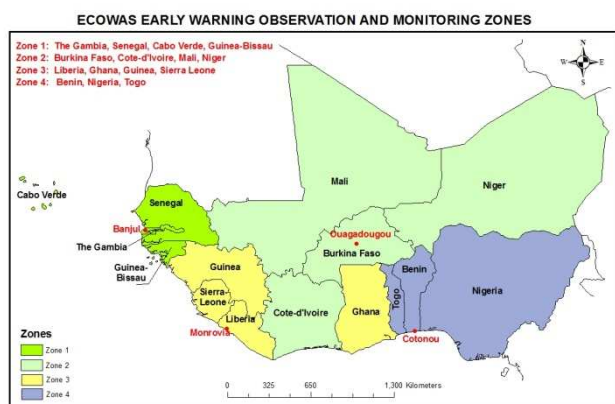 ECOWAS EARLY WARNING OBSERVATION AND MONITORING ZONES
Zone 1: The Gambia, Senegal, Cabo Verde, Guinea-Bissau
Zone 2: Burkina Faso, Cote-d'Ivoire, Mali, Niger
Zone 3: Liberia, Ghana, Guinea, Sierra Leone
Zone 4: Benin, Nigeria, Togo
N
W E
S
Cabo Verde
Senegal
Mali
Niger
Banjul
Ouagadougou
The Gambia
Burkina Faso
Guinea-
Bissau
Guinea
Benin
Nigeria
Sierra-
Leone
Togo
Liberia
Cote-d'Ivoire
Ghana
Monrovia
Cotonou
Zones
Zone 1
Zone 2
Zone 3
Zone 4
0 325 650 1,300 Kilometers